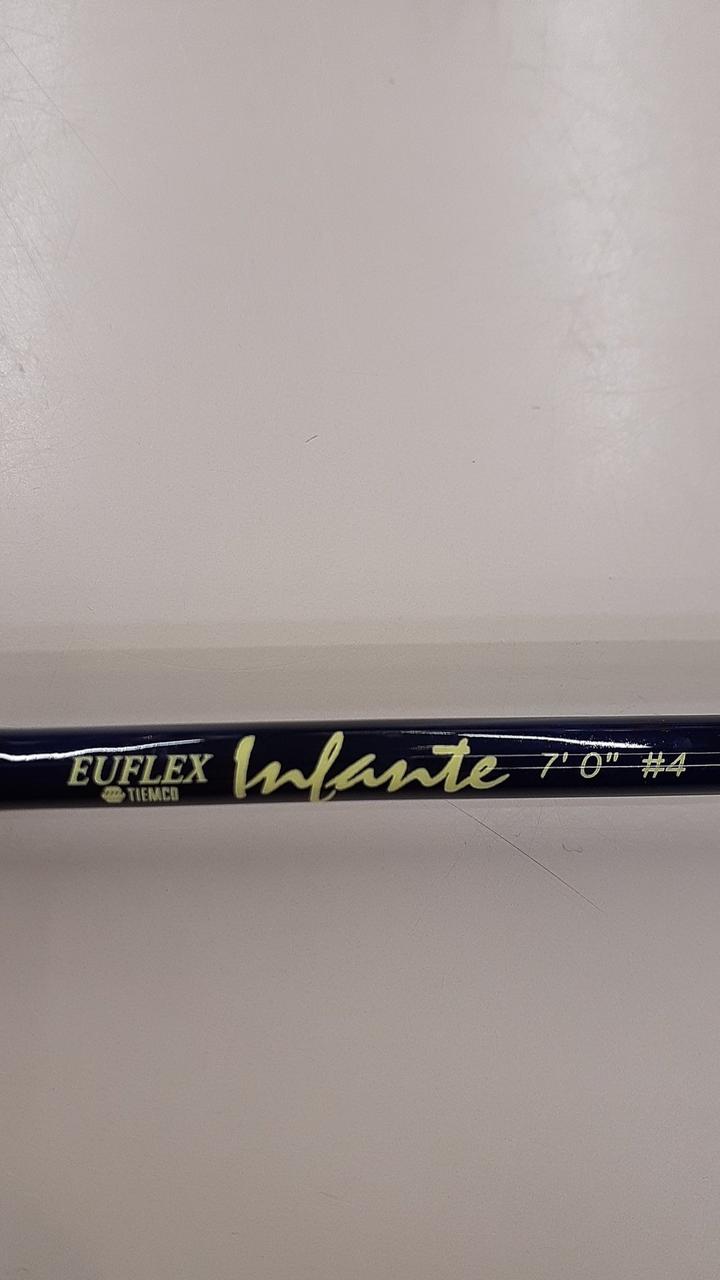 EUFLEX Infante 7' 0" #4
TIEMCO